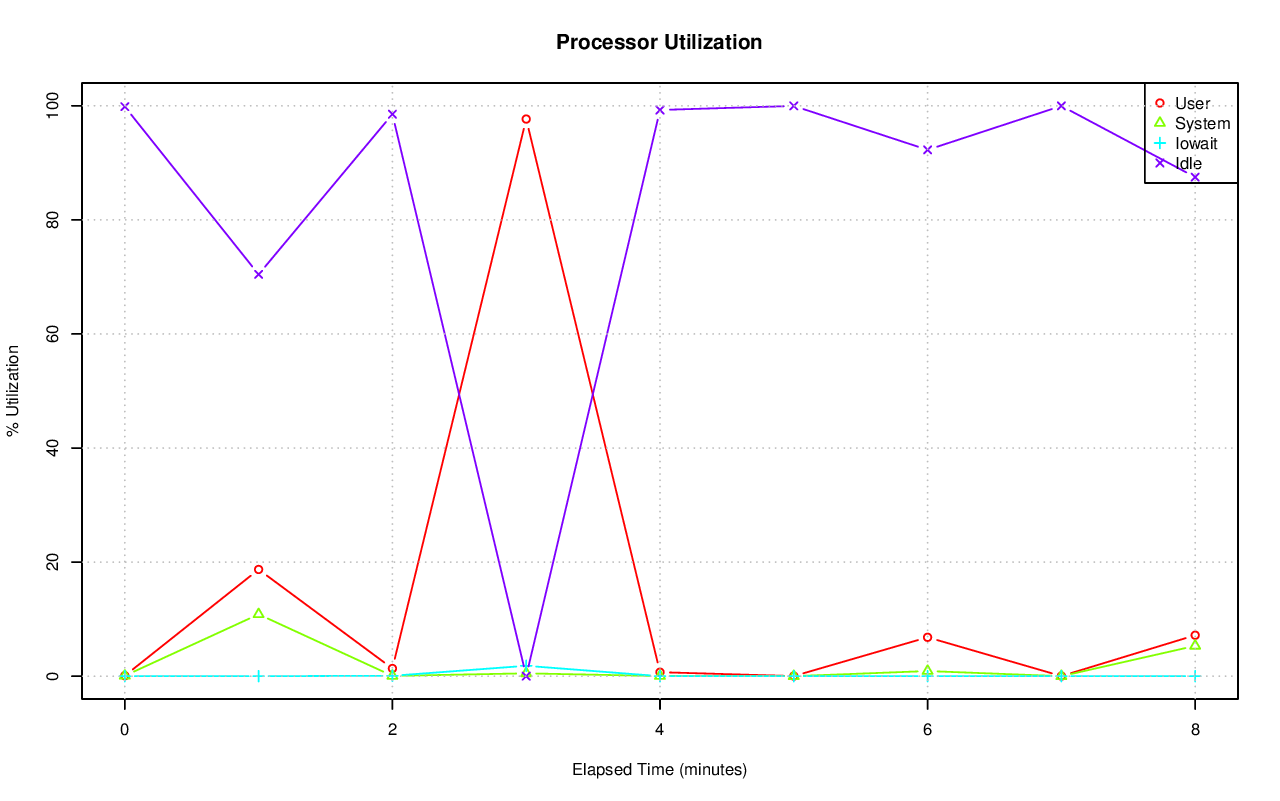 Processor Utilization
100
80
60
40
20
0
% Utilization
User
System
Iowait
Idle
0 2 4 6 8
Elapsed Time (minutes)